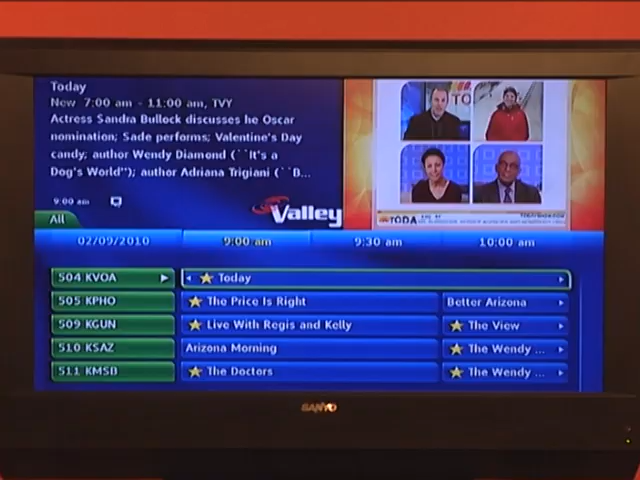 Today
New 7:00 am - 11:00 am, TVY
Actress Sandra Bullock discusses he Oscar
nomination; Sade performs; Valentine's Day
candy; author Wendy Diamond (``It's a
Dog's World''); author Adriana Trigiani (``B...
9:00 am
Valley
TO
TODA
All
02/09/2010 9:00 am 9:30 am 10:00 am
504 KVOA Today
505 KPHO The Price Is Right Better Arizona
509 KGUN Live With Regis and Kelly The View
510 KSAZ Arizona Morning The Wendy ...
511 KMSB The Doctors The Wendy ...
SANYO